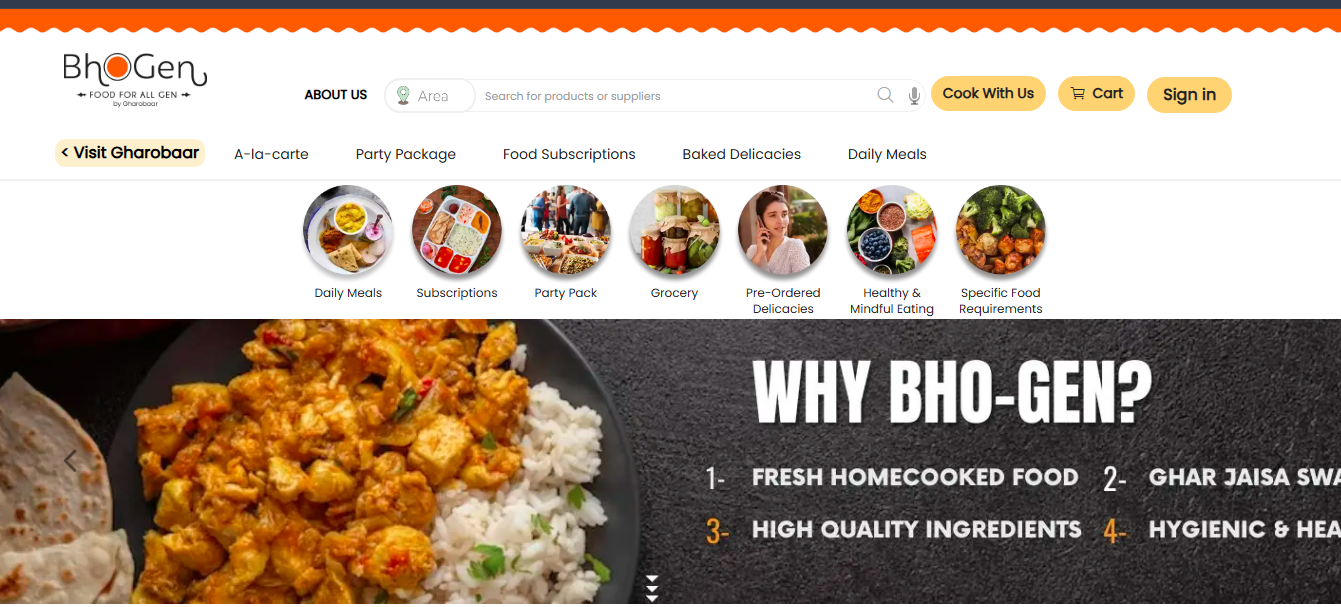 BhOGen
FOOD FOR ALL GEN
by Gharobaar
ABOUT US
Area
Search for products or suppliers
Cook With Us
Cart
Sign in
< Visit Gharobaar
A-la-carte
Party Package
Food Subscriptions
Baked Delicacies
Daily Meals
Daily Meals
Subscriptions
Party Pack
Grocery
Pre-Ordered
Delicacies
Healthy &
Mindful Eating
Specific Food
Requirements
WHY BHO-GEN?
1- FRESH HOMECOOKED FOOD
2- GHAR JAISA SWA
3- HIGH QUALITY INGREDIENTS
4- HYGIENIC & HEA